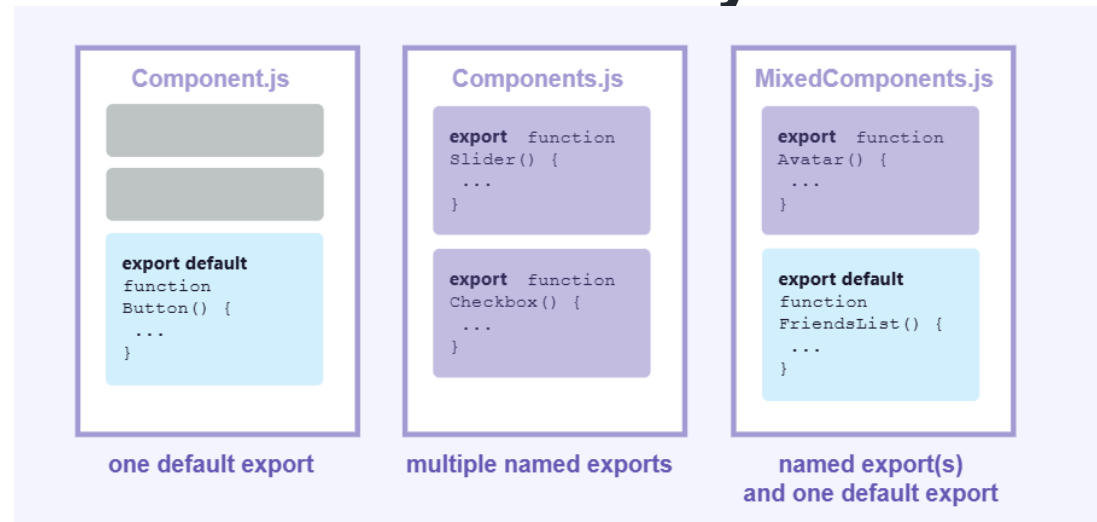 Component.js
export default
function
Button() {
...
}
one default export
Components.js
export function
Slider() {
...
}
export function
Checkbox() {
...
}
multiple named exports
MixedComponents.js
export function
Avatar() {
...
}
export default
function
FriendsList() {
...
}
named export(s)
and one default export